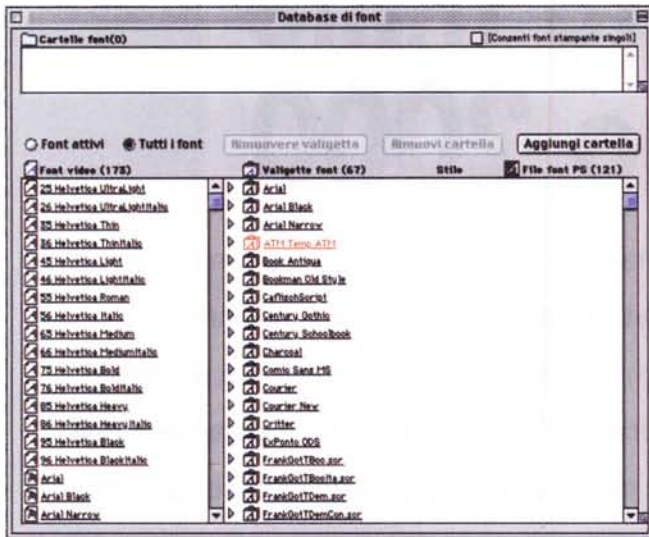 Database di font
Cartelle font(0)
[Consenti font stampante singoli]
Font attivi
Tutti i font
Rimuovere valigetta
Rimuovi cartella
Aggiungi cartella
Font video (173)
25 Helvetica UltraLight
26 Helvetica UltraLightItalic
35 Helvetica Thin
36 Helvetica ThinItalic
45 Helvetica Light
46 Helvetica LightItalic
55 Helvetica Roman
56 Helvetica Italic
65 Helvetica Medium
66 Helvetica MediumItalic
75 Helvetica Bold
76 Helvetica BoldItalic
85 Helvetica Heavy
86 Helvetica HeavyItalic
95 Helvetica Black
96 Helvetica BlackItalic
Arial
Arial Black
Arial Narrow
Valigette font (67)
Stile
File font PS (121)
Arial
Arial Black
Arial Narrow
ATM Temp.ATM
Book Antiqua
Bookman Old Style
CaflischScript
Century Gothic
Century Schoolbook
Charcoal
Comic Sans MS
Courier
Courier New
Critter
ExPonto ODS
FrankGotTBoo.scr
FrankGotTBooIta.scr
FrankGotTDem.scr
FrankGotTDemCon.scr